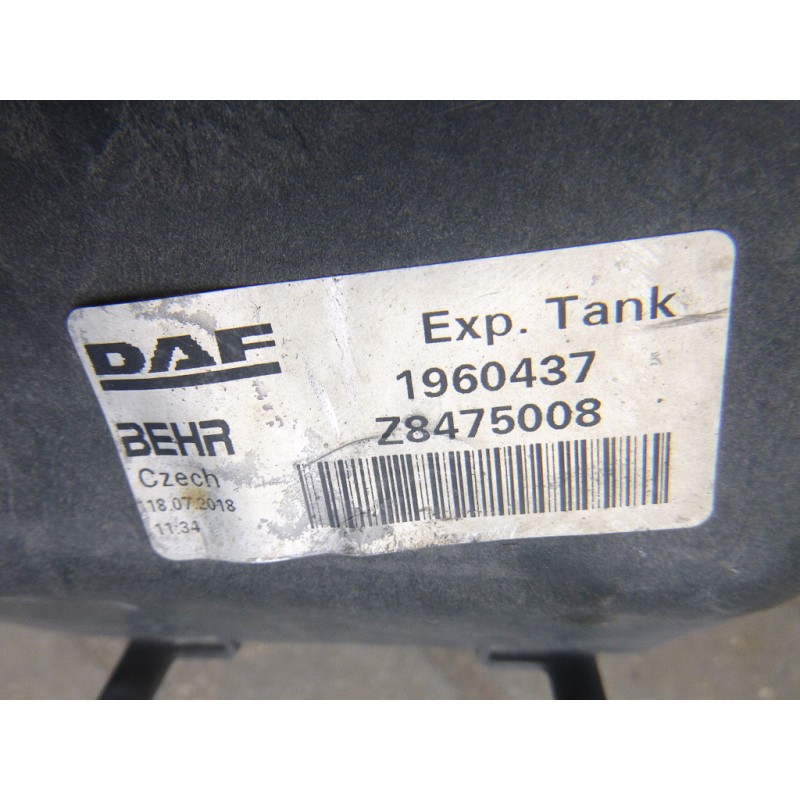 DAF
Exp. Tank
1960437
BEHR
Z8475008
Czech
18.07.2018
11:34